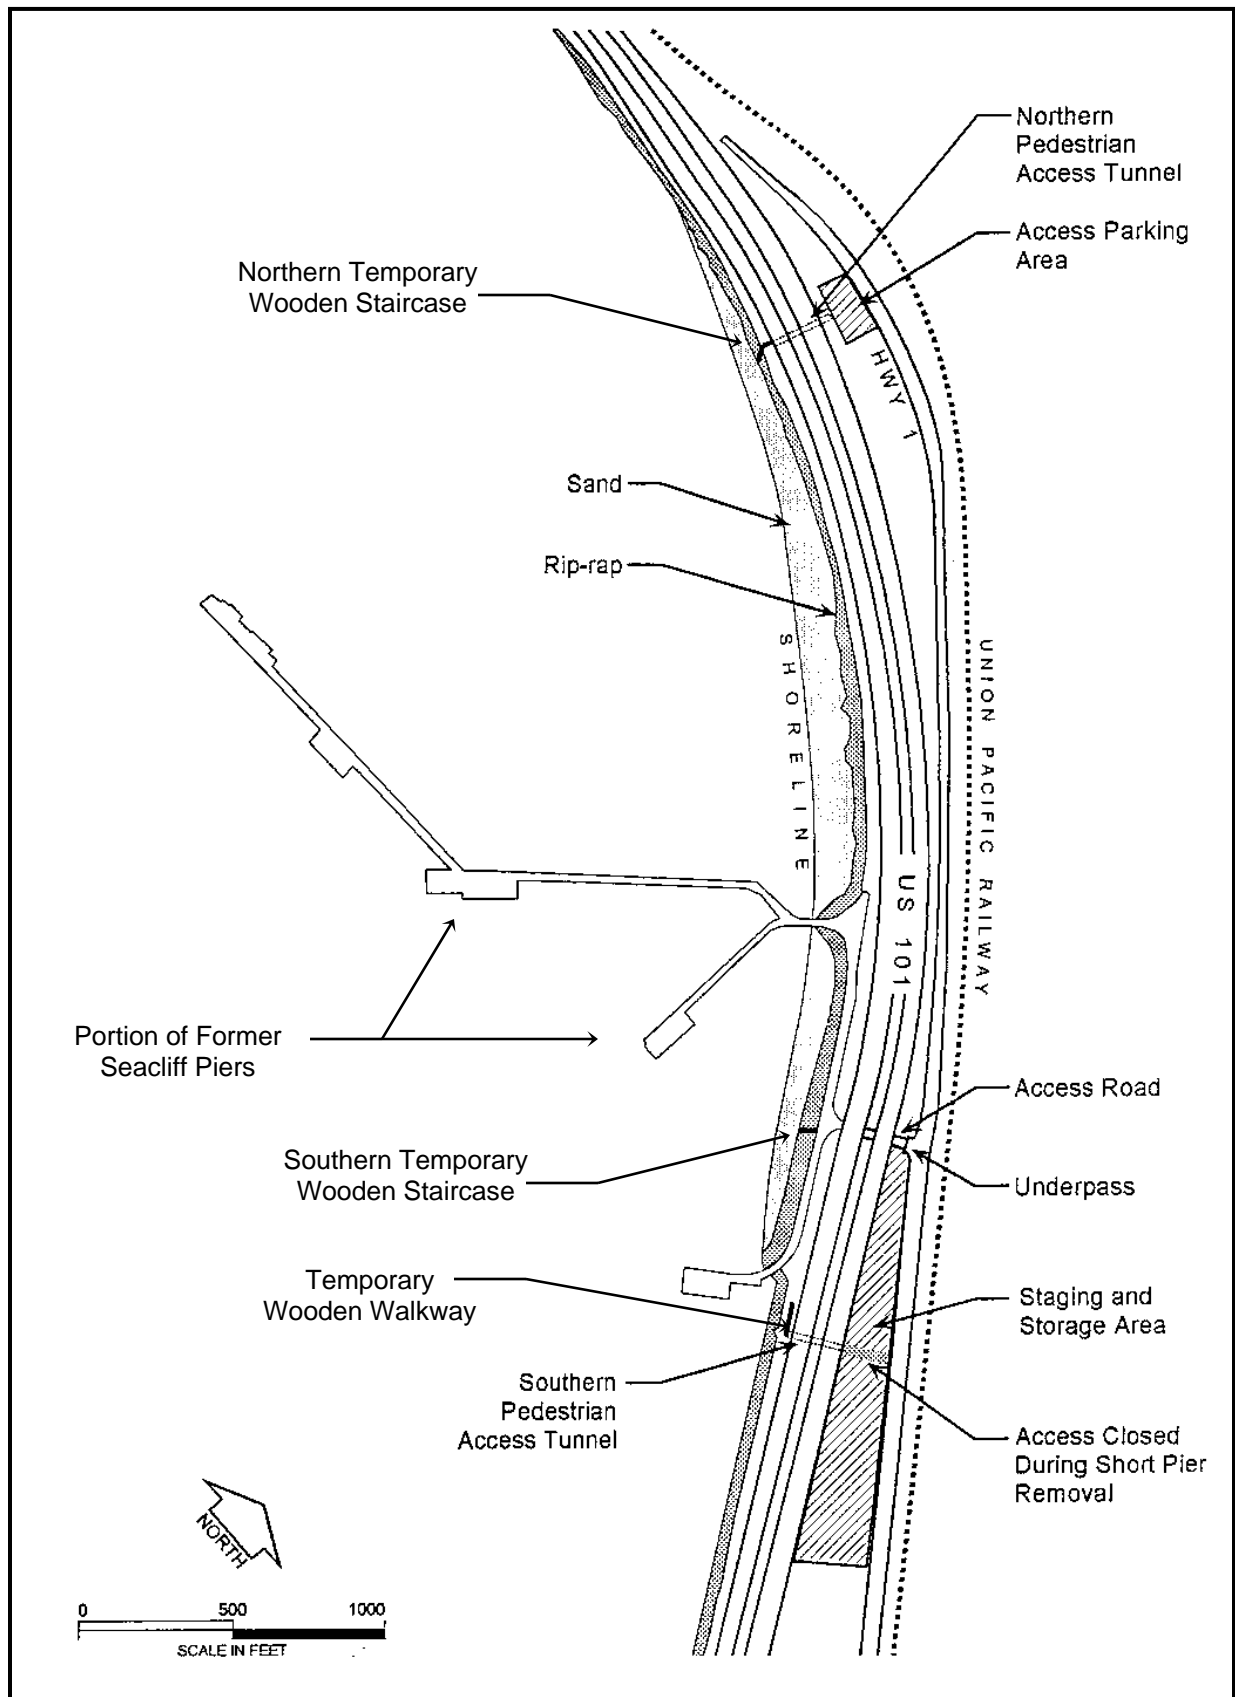 Northern
Pedestrian
Access Tunnel
Access Parking
Area
Northern Temporary
Wooden Staircase
HWY 1
Sand
Rip-rap
SHORELINE
UNION PACIFIC RAILWAY
US 101
Portion of Former
Seacliff Piers
Access Road
Southern Temporary
Wooden Staircase
Underpass
Temporary
Wooden Walkway
Staging and
Storage Area
Southern
Pedestrian
Access Tunnel
Access Closed
During Short Pier
Removal
NORTH
0 500 1000
SCALE IN FEET